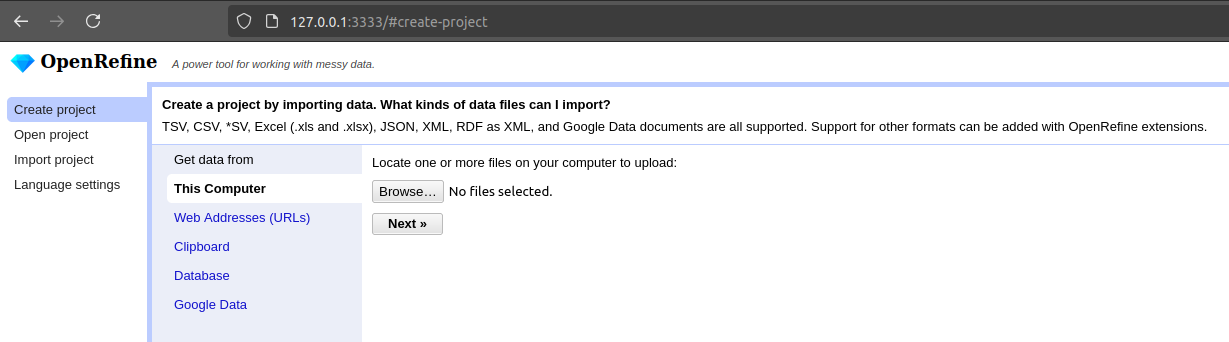 127.0.0.1:3333/#create-project
OpenRefine A power tool for working with messy data.
Create project
Open project
Import project
Language settings
Create a project by importing data. What kinds of data files can I import?
TSV, CSV, *SV, Excel (.xls and .xlsx), JSON, XML, RDF as XML, and Google Data documents are all supported. Support for other formats can be added with OpenRefine extensions.
Get data from
This Computer
Web Addresses (URLs)
Clipboard
Database
Google Data
Locate one or more files on your computer to upload:
Browse… No files selected.
Next »